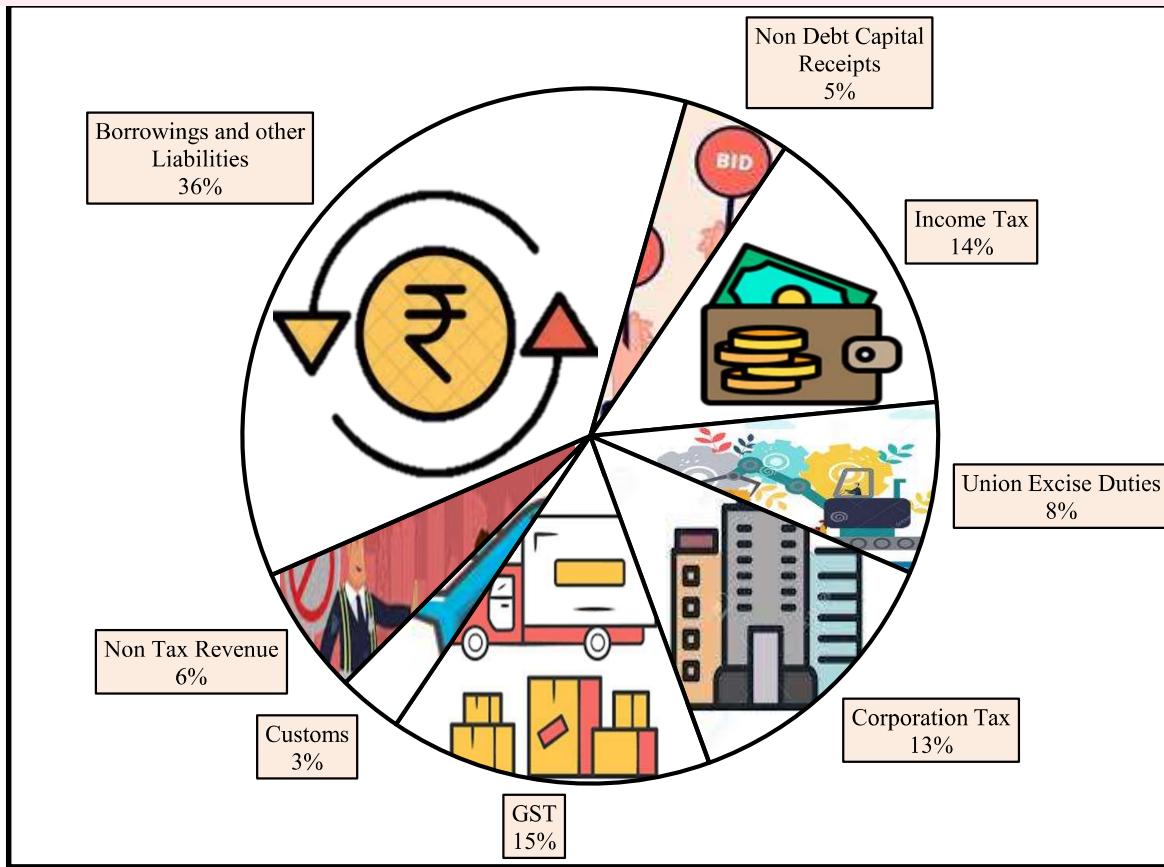 Non Debt Capital
Receipts
5%
Borrowings and other
Liabilities
36%
BID
Income Tax
14%
₹
Union Excise Duties
8%
Non Tax Revenue
6%
Corporation Tax
13%
Customs
3%
GST
15%